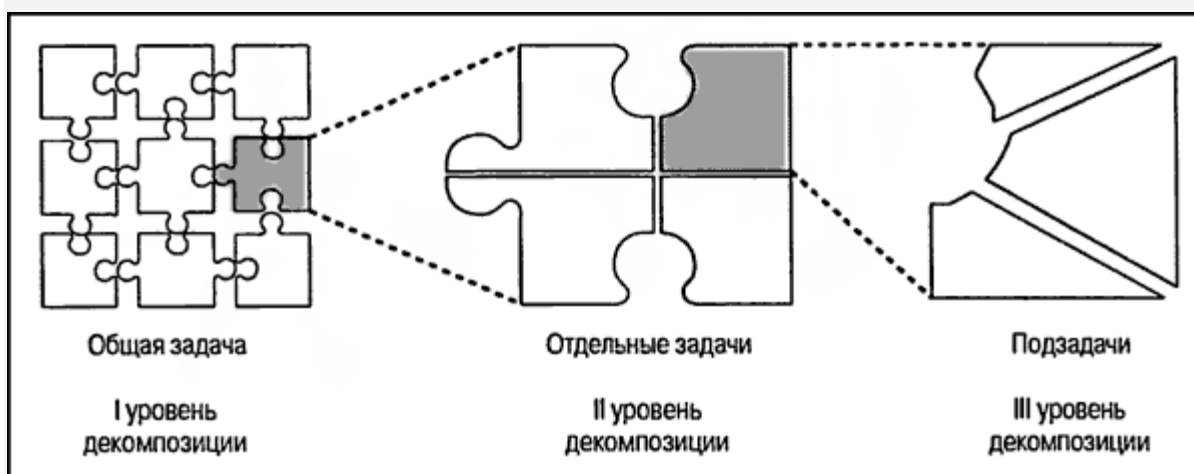 Общая задача
Отдельные задачи
Подзадачи
I уровень
декомпозиции
II уровень
декомпозиции
III уровень
декомпозиции